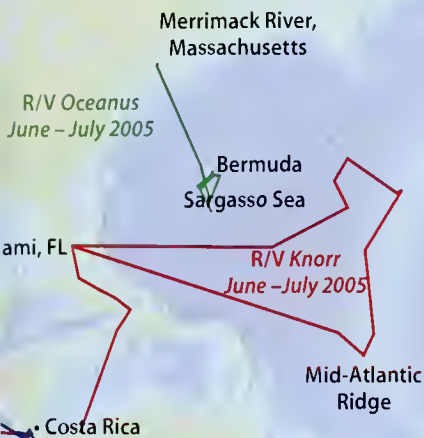 Merrimack River,
Massachusetts
R/V Oceanus
June – July 2005
Bermuda
Sargasso Sea
ami, FL
R/V Knorr
June –July 2005
Mid-Atlantic
Ridge
• Costa Rica